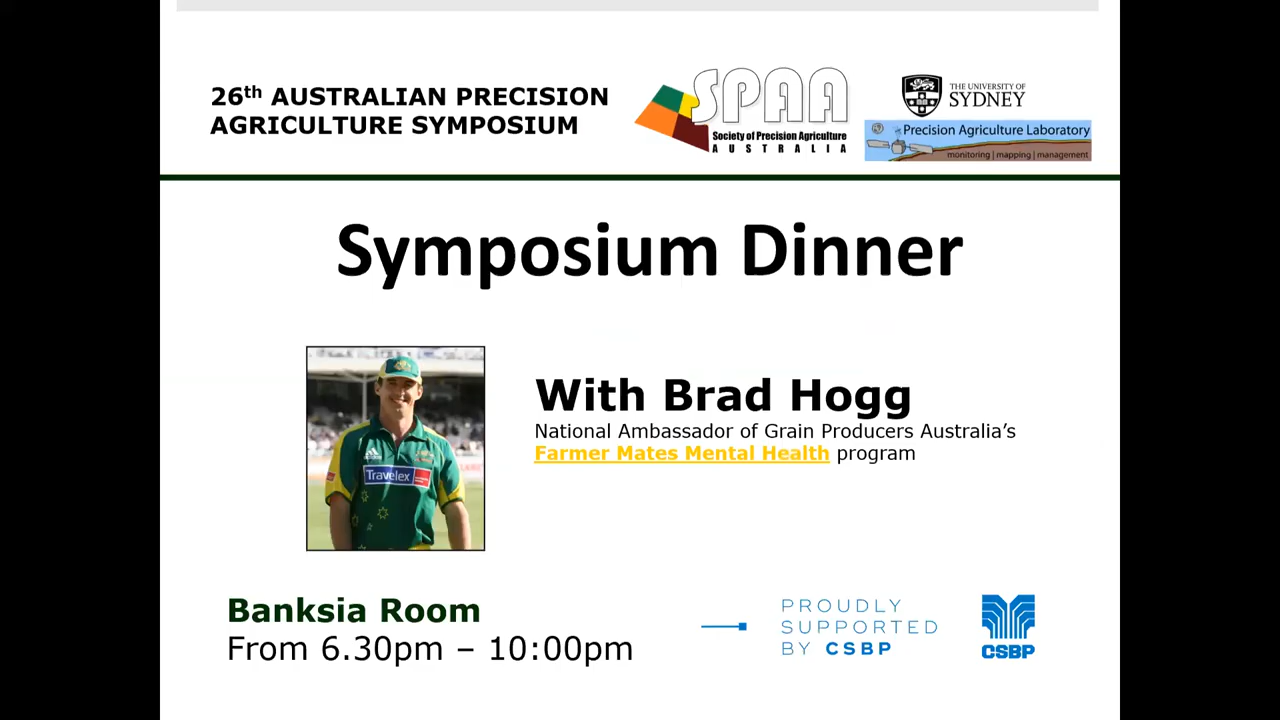 26th AUSTRALIAN PRECISION
AGRICULTURE SYMPOSIUM
SPAA
Society of Precision Agriculture
AUSTRALIA
THE UNIVERSITY OF
SYDNEY
Precision Agriculture Laboratory
monitoring | mapping | management
Symposium Dinner
Travelex
With Brad Hogg
National Ambassador of Grain Producers Australia’s
Farmer Mates Mental Health program
Banksia Room
From 6.30pm – 10:00pm
PROUDLY
SUPPORTED
BY CSBP
CSBP